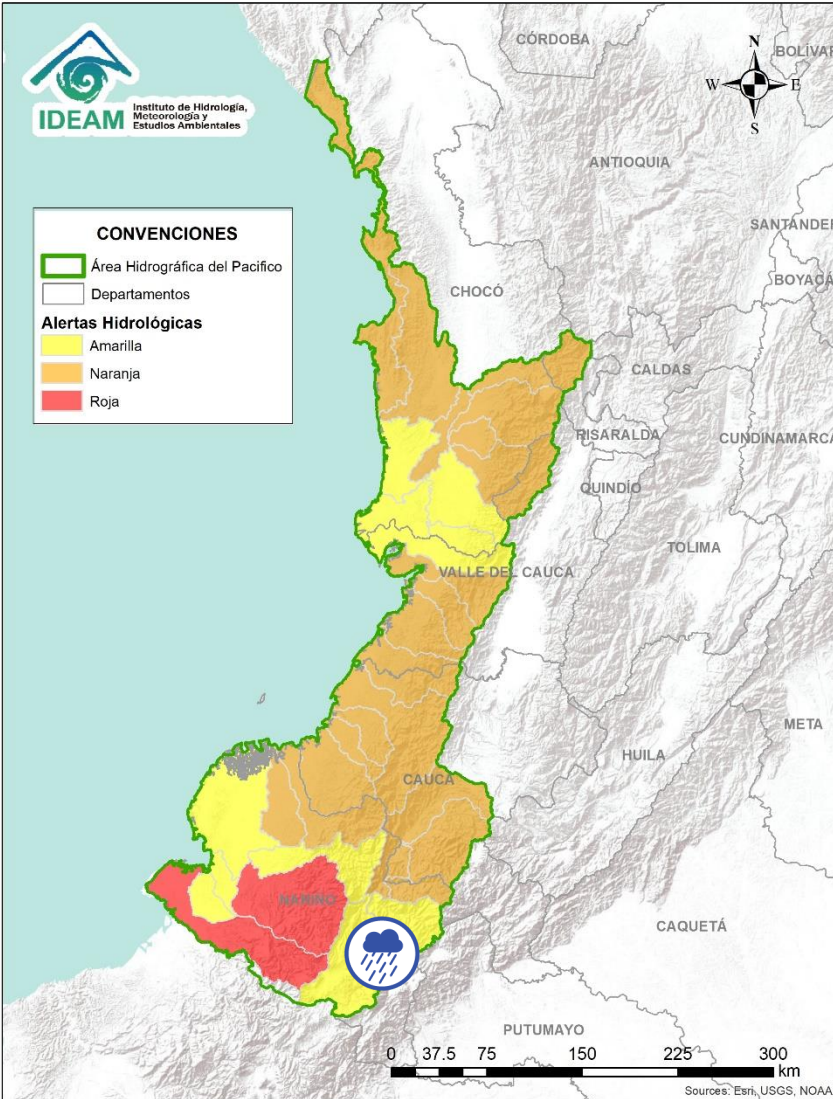 IDEAM
Instituto de Hidrología,
Meteorología y
Estudios Ambientales
CÓRDOBA
BOLÍVAR
N
W
E
S
ANTIOQUIA
SANTANDER
BOYACÁ
CONVENCIONES
Área Hidrográfica del Pacifico
Departamentos
Alertas Hidrológicas
Amarilla
Naranja
Roja
CHOCÓ
CALDAS
RISARALDA
CUNDINAMARCA
QUINDÍO
TOLIMA
VALLE DEL CAUCA
META
HUILA
CAUCA
NARIÑO
CAQUETÁ
PUTUMAYO
0 37.5 75 150 225 300
km
Sources: Esri, USGS, NOAA